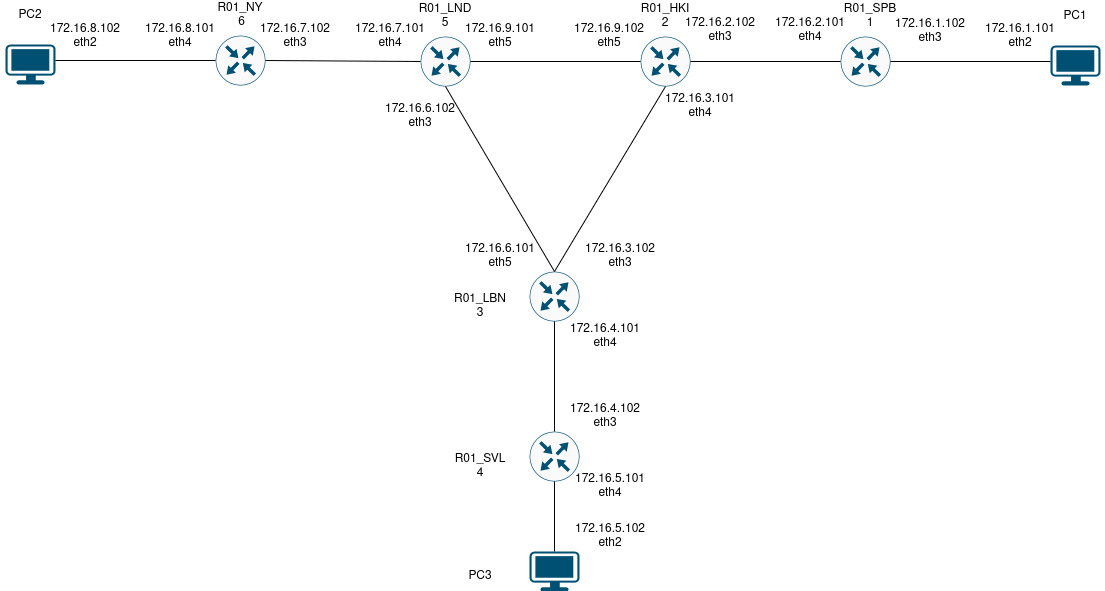 PC2
172.16.8.102
eth2
172.16.8.101
eth4
R01_NY
6
172.16.7.102
eth3
172.16.7.101
eth4
R01_LND
5
172.16.9.101
eth5
172.16.9.102
eth5
R01_HKI
2
172.16.2.102
eth3
172.16.2.101
eth4
R01_SPB
1
172.16.1.102
eth3
172.16.1.101
eth2
PC1
172.16.6.102
eth3
172.16.3.101
eth4
172.16.6.101
eth5
172.16.3.102
eth3
R01_LBN
3
172.16.4.101
eth4
172.16.4.102
eth3
R01_SVL
4
172.16.5.101
eth4
172.16.5.102
eth2
PC3